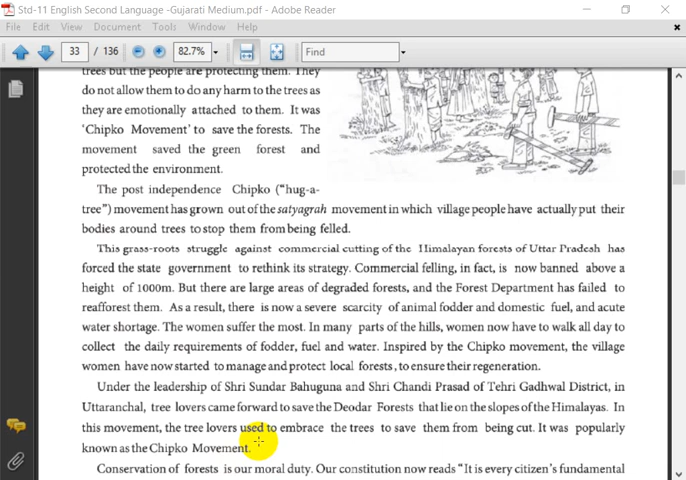 Std-11 English Second Language -Gujarati Medium.pdf - Adobe Reader
File Edit View Document Tools Window Help
33 / 136 82.7% Find
trees but the people are protecting them. They
do not allow them to do any harm to the trees as
they are emotionally attached to them. It was
'Chipko Movement' to save the forests. The
movement saved the green forest and
protected the environment.
The post independence Chipko ("hug-a-
tree") movement has grown out of the satyagrah movement in which village people have actually put their
bodies around trees to stop them from being felled.
This grass-roots struggle against commercial cutting of the Himalayan forests of Uttar Pradesh has
forced the state government to rethink its strategy. Commercial felling, in fact, is now banned above a
height of 1000m. But there are large areas of degraded forests, and the Forest Department has failed to
reafforest them. As a result, there is now a severe scarcity of animal fodder and domestic fuel, and acute
water shortage. The women suffer the most. In many parts of the hills, women now have to walk all day to
collect the daily requirements of fodder, fuel and water. Inspired by the Chipko movement, the village
women have now started to manage and protect local forests, to ensure their regeneration.
Under the leadership of Shri Sundar Bahuguna and Shri Chandi Prasad of Tehri Gadhwal District, in
Uttaranchal, tree lovers came forward to save the Deodar Forests that lie on the slopes of the Himalayas. In
this movement, the tree lovers used to embrace the trees to save them from being cut. It was popularly
known as the Chipko Movement.
Conservation of forests is our moral duty. Our constitution now reads "It is every citizen's fundamental